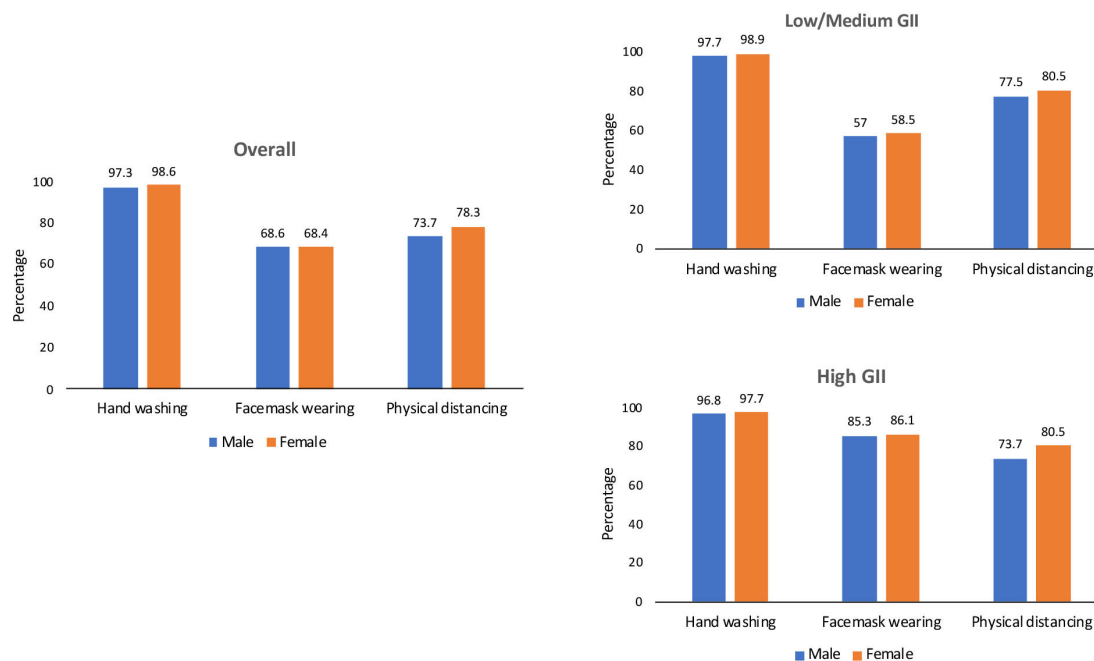 Overall
Percentage
100
80
60
40
20
0
97.3 98.6
68.6 68.4
73.7 78.3
Hand washing Facemask wearing Physical distancing
Male Female
Low/Medium GII
Percentage
100
80
60
40
20
0
97.7 98.9
57 58.5
77.5 80.5
Hand washing Facemask wearing Physical distancing
Male Female
High GII
Percentage
100
80
60
40
20
0
96.8 97.7
85.3 86.1
73.7 80.5
Hand washing Facemask wearing Physical distancing
Male Female